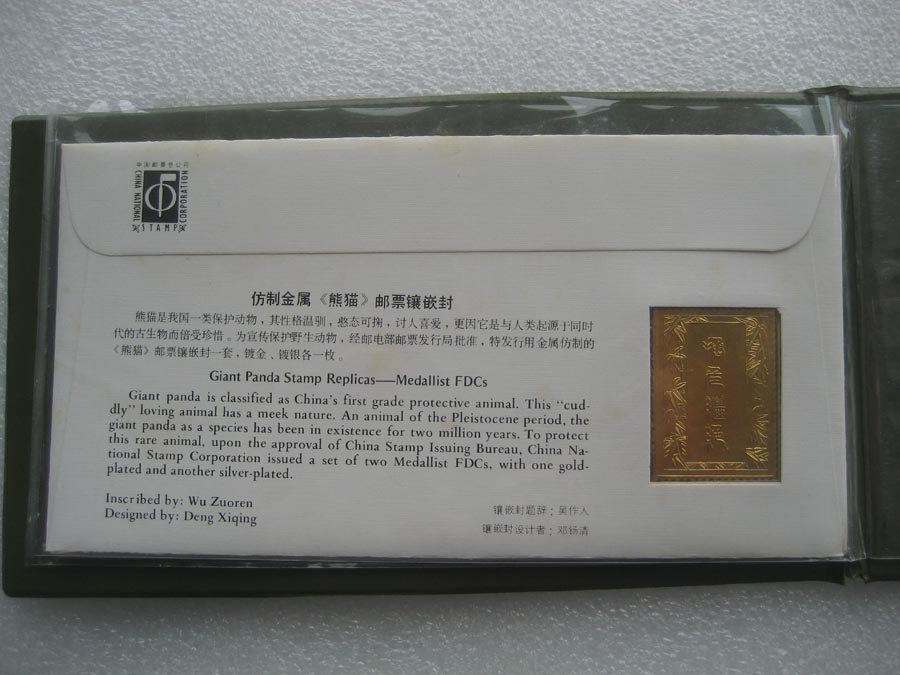 中国邮票总公司
CHINA NATIONAL
STAMP
CORPORATION
仿制金属《熊猫》邮票镶嵌封
熊猫是我国一类保护动物，其性格温驯，憨态可掬，讨人喜爱，更因它是与人类起源于同时
代的古生物而倍受珍惜。为宣传保护野生动物，经邮电部邮票发行局批准，特发行用金属仿制的
《熊猫》邮票镶嵌封一套，镀金、镀银各一枚。
Giant Panda Stamp Replicas——Medallist FDCs
Giant panda is classified as China's first grade protective animal. This "cud-
dly" loving animal has a meek nature. An animal of the Pleistocene period, the
giant panda as a species has been in existence for two million years. To protect
this rare animal, upon the approval of China Stamp Issuing Bureau, China Na-
tional Stamp Corporation issued a set of two Medallist FDCs, with one gold-
plated and another silver-plated.
Inscribed by: Wu Zuoren
Designed by: Deng Xiqing
镶嵌封题辞：吴作人
镶嵌封设计者：邓锡清